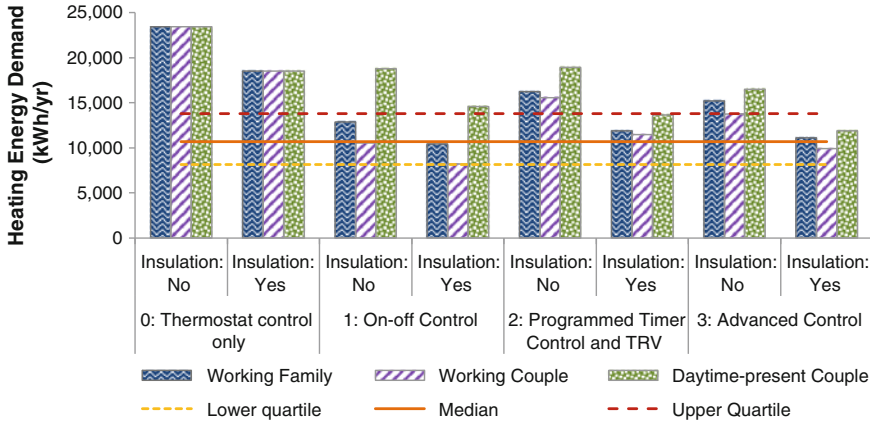 Heating Energy Demand
(kWh/yr)
25,000
20,000
15,000
10,000
5,000
0
Insulation: No
Insulation: Yes
Insulation: No
Insulation: Yes
Insulation: No
Insulation: Yes
Insulation: No
Insulation: Yes
0: Thermostat control
only
1: On-off Control
2: Programmed Timer
Control and TRV
3: Advanced Control
Working Family
Working Couple
Daytime-present Couple
Lower quartile
Median
Upper Quartile